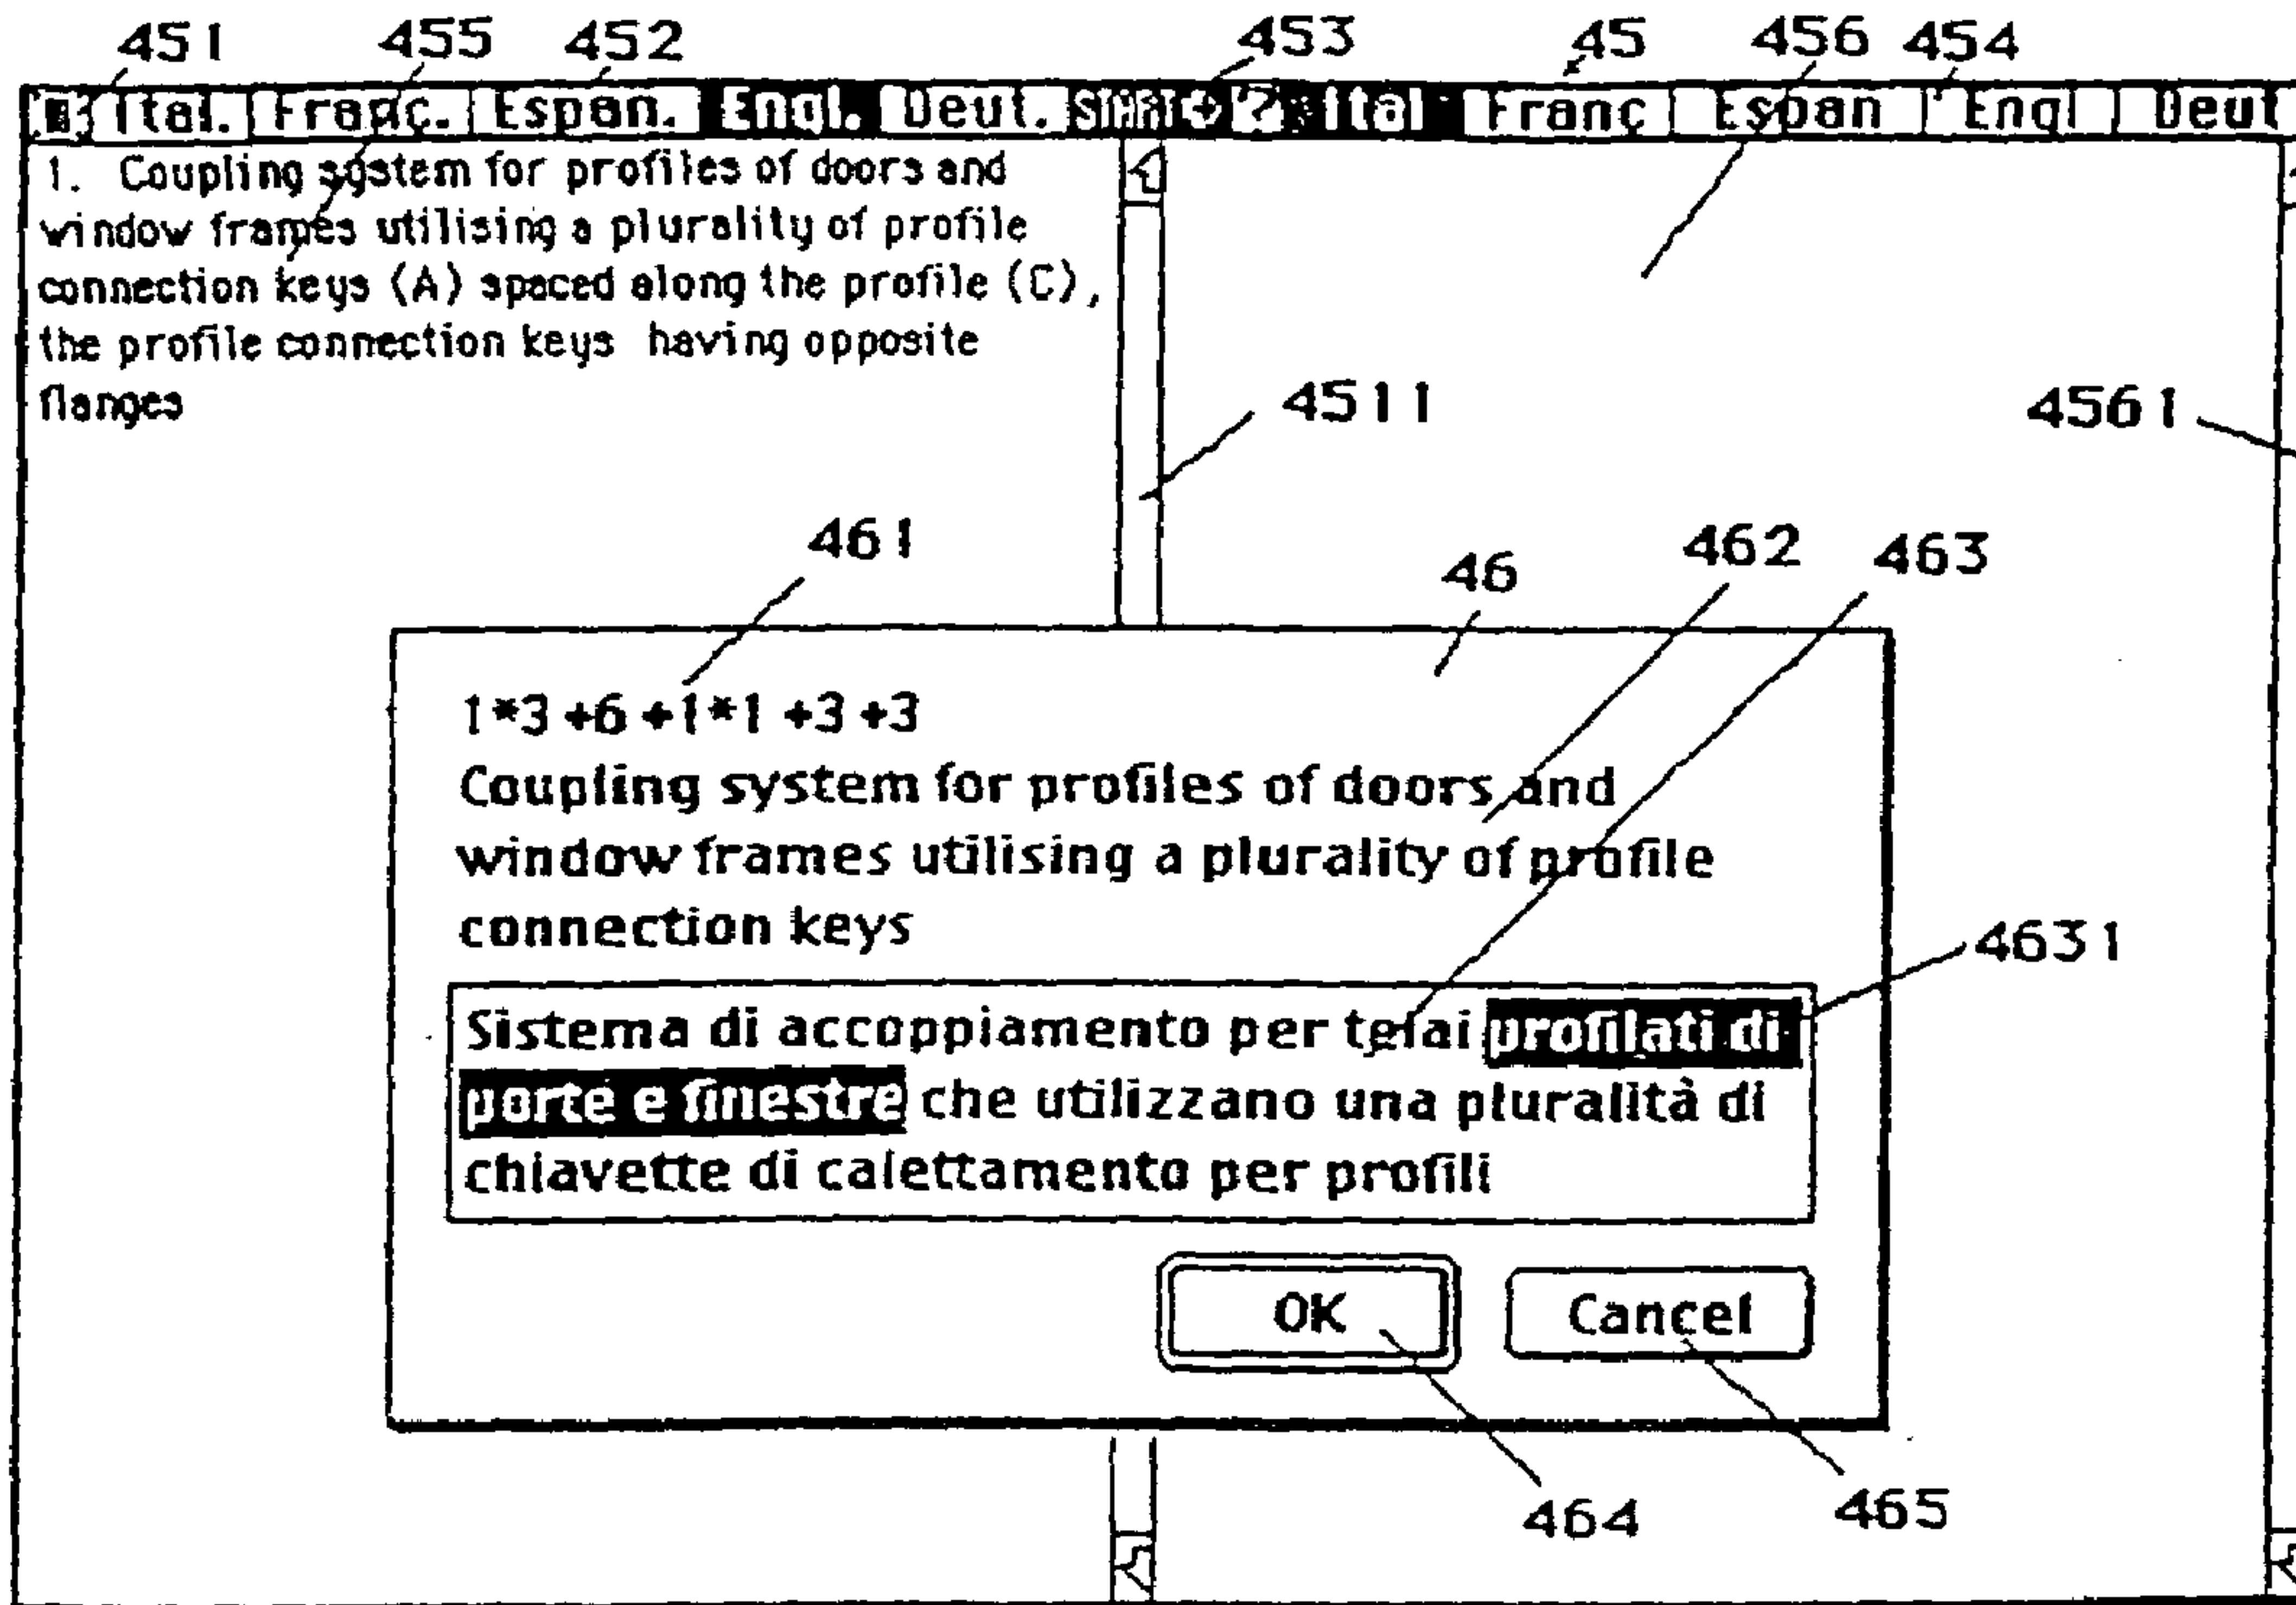 451 455 452 453 45 456 454
Ital. Franc. Espan. Engl. Deut. ? Ital Franc Espan Engl Deut
1. Coupling system for profiles of doors and
window frames utilising a plurality of profile
connection keys (A) spaced along the profile (C),
the profile connection keys having opposite
flanges
4511
4561
461
46
462
463
1*3 +6 +1*1 +3 +3
Coupling system for profiles of doors and
window frames utilising a plurality of profile
connection keys
4631
Sistema di accoppiamento per telai profilati di
porte e finestre che utilizzano una pluralità di
chiavette di calettamento per profili
OK
Cancel
464
465